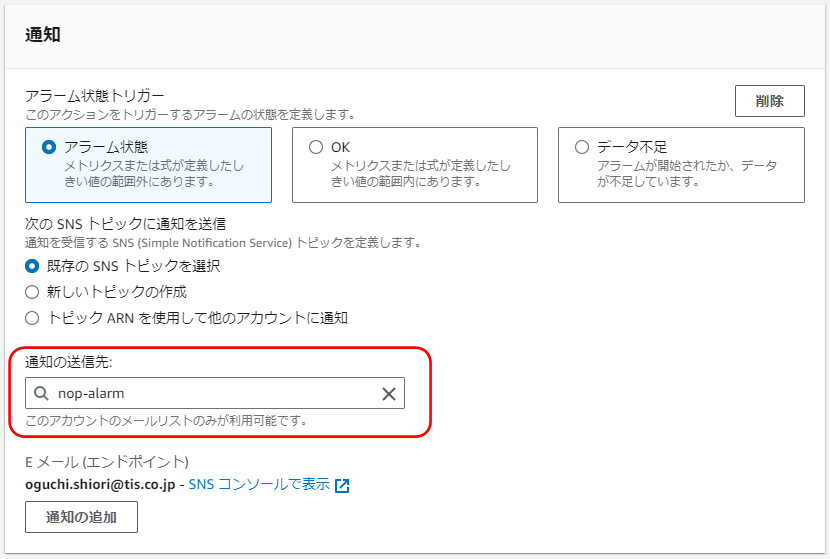 通知
アラーム状態トリガー
このアクションをトリガーするアラームの状態を定義します。
削除
アラーム状態
メトリクスまたは式が定義したし
きい値の範囲外にあります。
OK
メトリクスまたは式が定義したし
きい値の範囲内にあります。
データ不足
アラームが開始されたか、データ
が不足しています。
次の SNS トピックに通知を送信
通知を受信する SNS (Simple Notification Service) トピックを定義します。
既存の SNS トピックを選択
新しいトピックの作成
トピック ARN を使用して他のアカウントに通知
通知の送信先:
nop-alarm
このアカウントのメールリストのみが利用可能です。
E メール (エンドポイント)
oguchi.shiori@tis.co.jp - SNS コンソールで表示
通知の追加